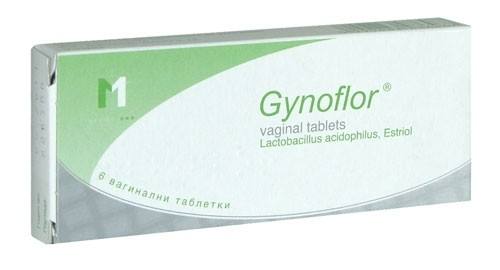 M
Gynoflor®
vaginal tablets
Lactobacillus acidophilus, Estriol
6 вагинални таблетки